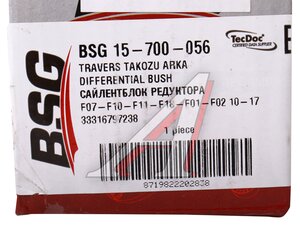 BSG
TecDoc
CERTIFIED DATA SUPPLIER
BSG 15-700-056
TRAVERS TAKOZU ARKA
DIFFERENTIAL BUSH
САЙЛЕНТБЛОК РЕДУКТОРА
F07-F10-F11-F18-F01-F02 10-17
33316797238
1 piece
8719822202838